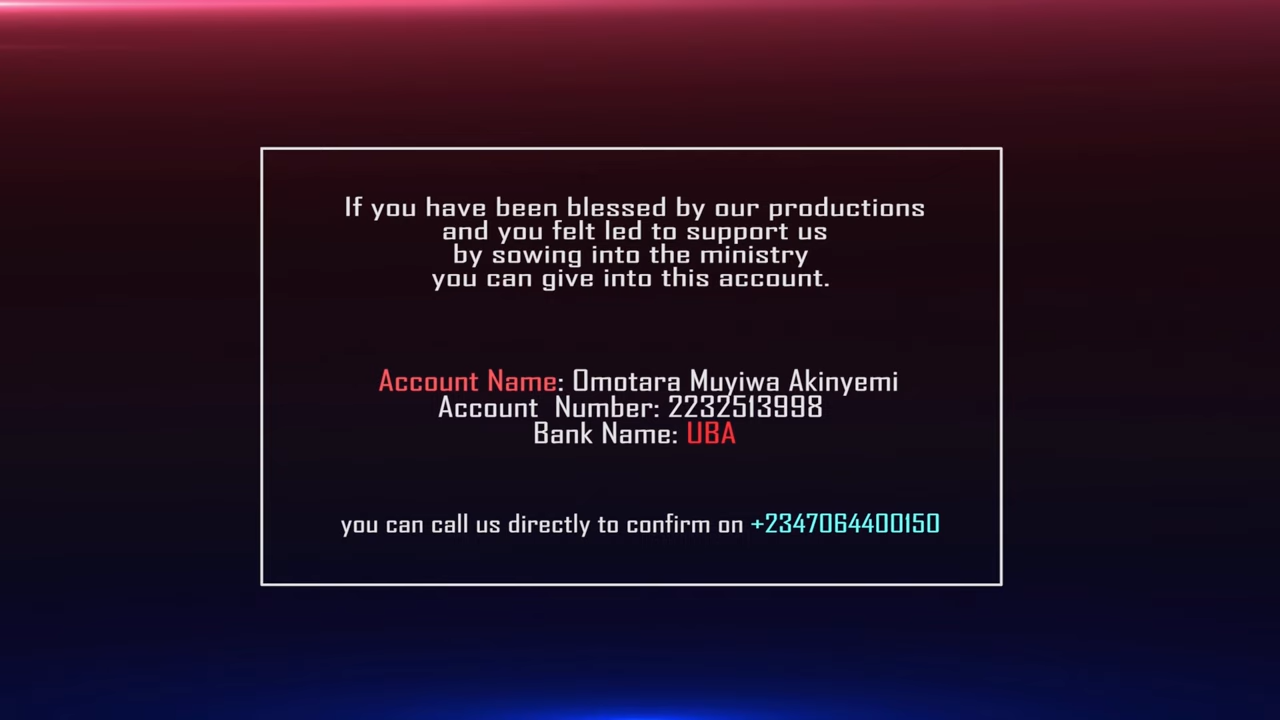 If you have been blessed by our productions
and you felt led to support us
by sowing into the ministry
you can give into this account.
Account Name: Omotara Muyiwa Akinyemi
Account Number: 2232513998
Bank Name: UBA
you can call us directly to confirm on +2347064400150